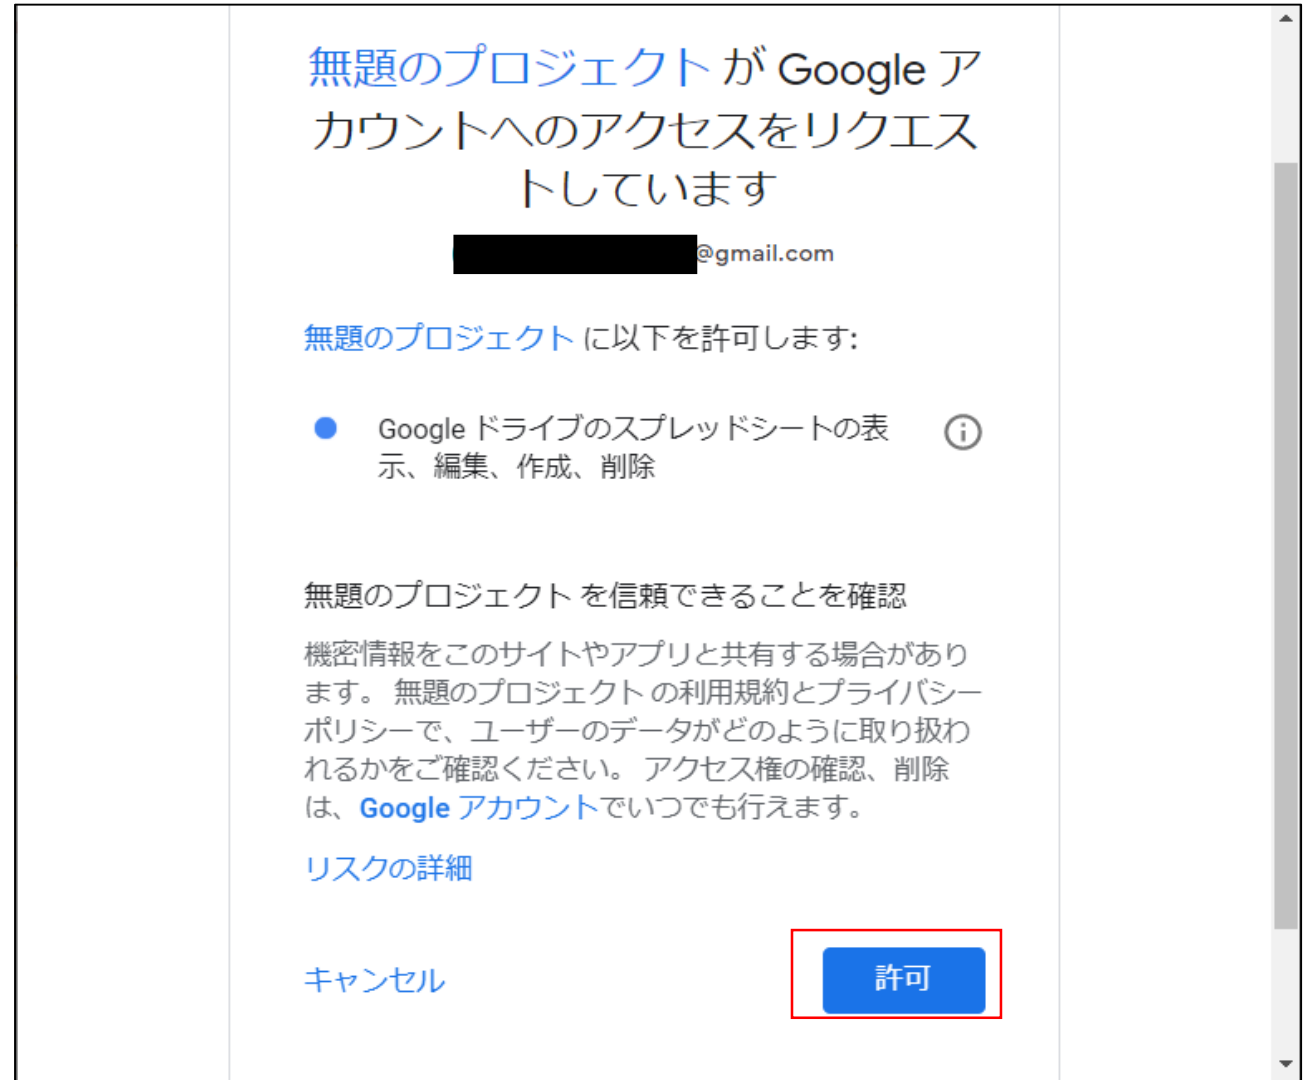 無題のプロジェクト が Google ア
カウントへのアクセスをリクエス
トしています
@gmail.com
無題のプロジェクト に以下を許可します:
Google ドライブのスプレッドシートの表
示、編集、作成、削除
無題のプロジェクト を信頼できることを確認
機密情報をこのサイトやアプリと共有する場合があり
ます。 無題のプロジェクト の利用規約とプライバシー
ポリシーで、ユーザーのデータがどのように取り扱わ
れるかをご確認ください。 アクセス権の確認、削除
は、Google アカウントでいつでも行えます。
リスクの詳細
キャンセル
許可